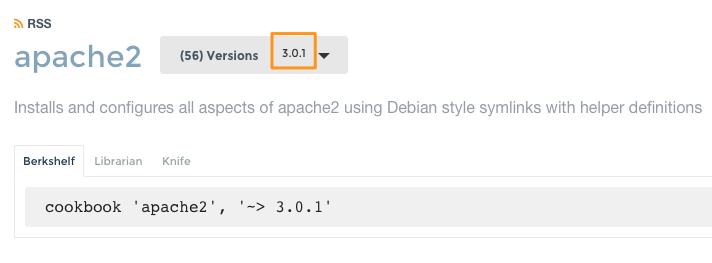 RSS
apache2 (56) Versions 3.0.1
Installs and configures all aspects of apache2 using Debian style symlinks with helper definitions
Berkshelf Librarian Knife
cookbook 'apache2', '~> 3.0.1'